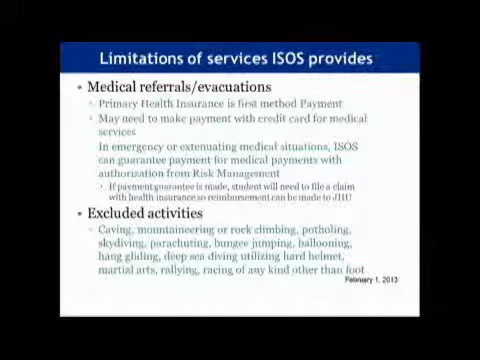 Limitations of services ISOS provides
• Medical referrals/evacuations
• Primary Health Insurance is first method Payment
• May need to make payment with credit card for medical
services
In emergency or extenuating medical situations, ISOS
can guarantee payment for medical payments with
authorization from Risk Management
• If payment guarantee is made, student will need to file a claim
with health insurance so reimbursement can be made to JHU
• Excluded activities
• Caving, mountaineering or rock climbing, potholing,
skydiving, parachuting, bungee jumping, ballooning,
hang gliding, deep sea diving utilizing hard helmet,
martial arts, rallying, racing of any kind other than foot
February 1, 2013